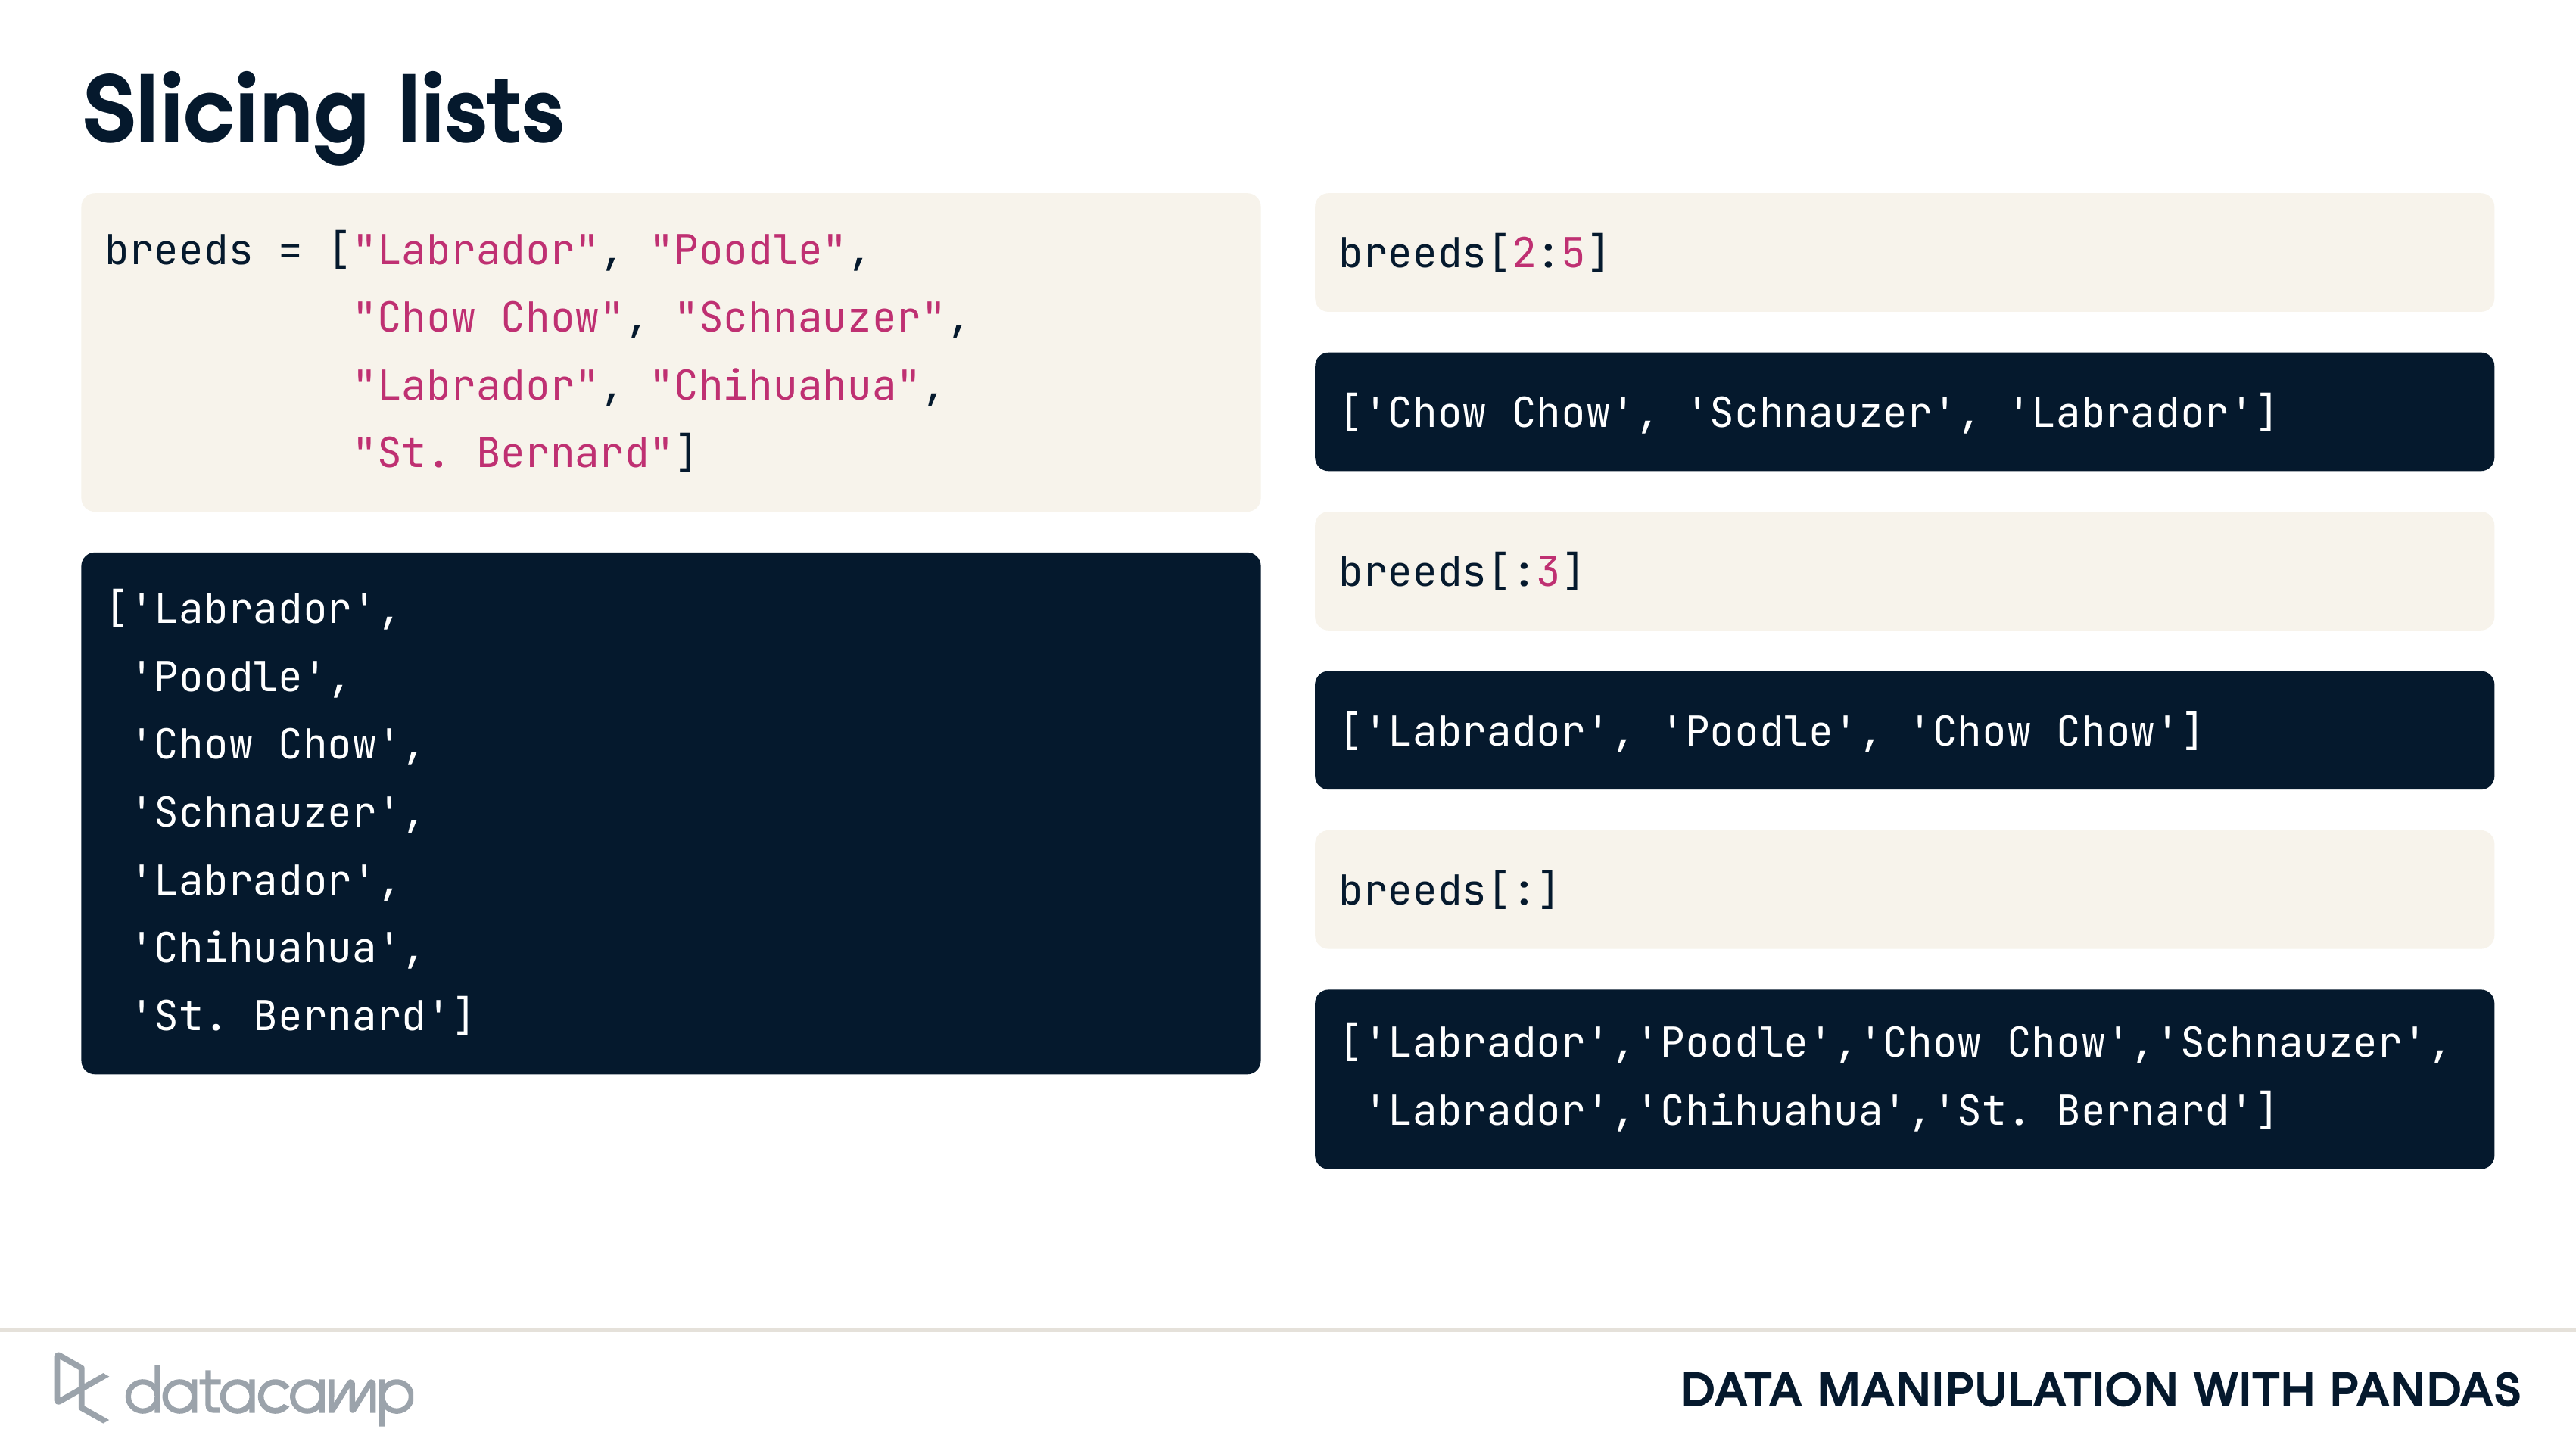 Slicing lists
breeds = ["Labrador", "Poodle",
"Chow Chow", "Schnauzer",
"Labrador", "Chihuahua",
"St. Bernard"]
['Labrador',
'Poodle',
'Chow Chow',
'Schnauzer',
'Labrador',
'Chihuahua',
'St. Bernard']
breeds[2:5]
['Chow Chow', 'Schnauzer', 'Labrador']
breeds[:3]
['Labrador', 'Poodle', 'Chow Chow']
breeds[:]
['Labrador','Poodle','Chow Chow','Schnauzer',
'Labrador','Chihuahua','St. Bernard']
datacamp
DATA MANIPULATION WITH PANDAS